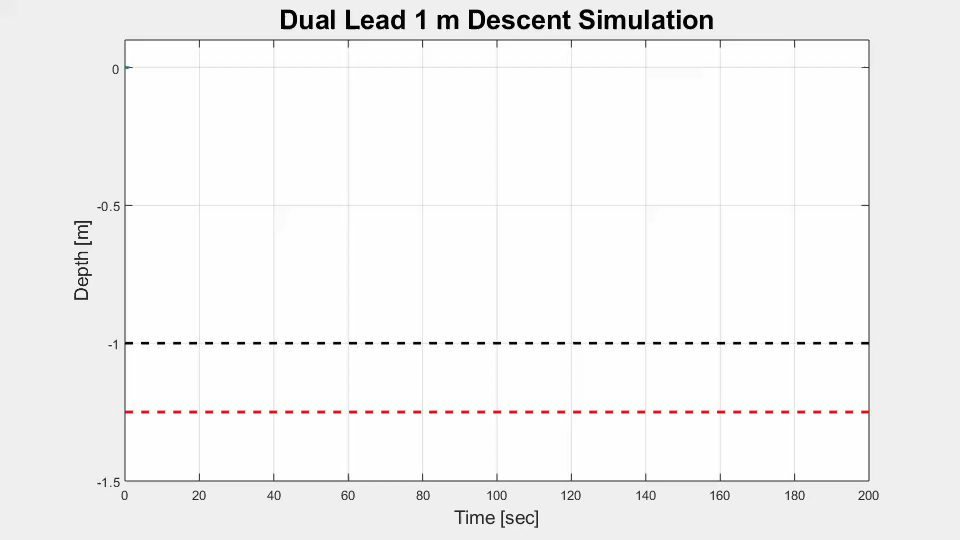 Dual Lead 1 m Descent Simulation
0
-0.5
-1
-1.5
Depth [m]
0 20 40 60 80 100 120 140 160 180 200
Time [sec]